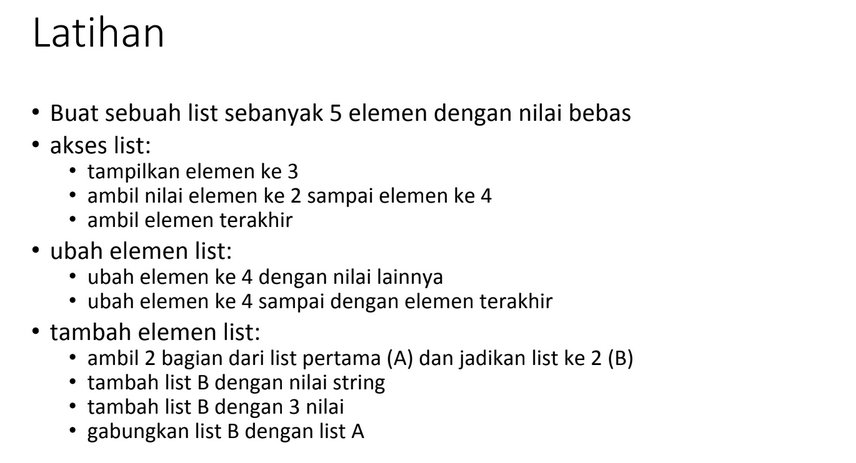 Latihan
• Buat sebuah list sebanyak 5 elemen dengan nilai bebas
• akses list:
• tampilkan elemen ke 3
• ambil nilai elemen ke 2 sampai elemen ke 4
• ambil elemen terakhir
• ubah elemen list:
• ubah elemen ke 4 dengan nilai lainnya
• ubah elemen ke 4 sampai dengan elemen terakhir
• tambah elemen list:
• ambil 2 bagian dari list pertama (A) dan jadikan list ke 2 (B)
• tambah list B dengan nilai string
• tambah list B dengan 3 nilai
• gabungkan list B dengan list A